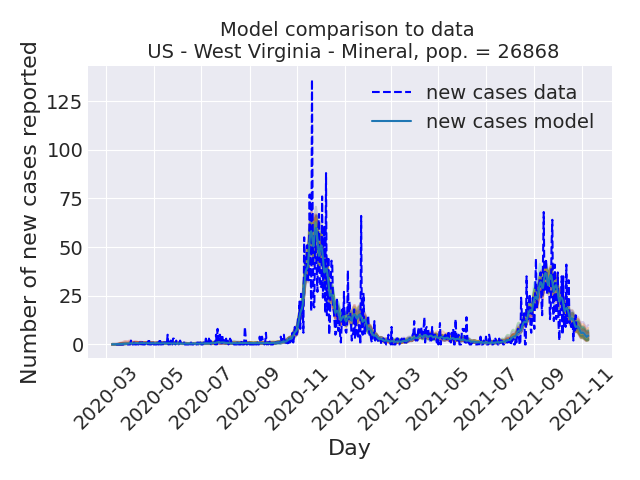 Model comparison to data
US - West Virginia - Mineral, pop. = 26868
Number of new cases reported
125
100
75
50
25
0
new cases data
new cases model
2020-03
2020-05
2020-07
2020-09
2020-11
2021-01
2021-03
2021-05
2021-07
2021-09
2021-11
Day